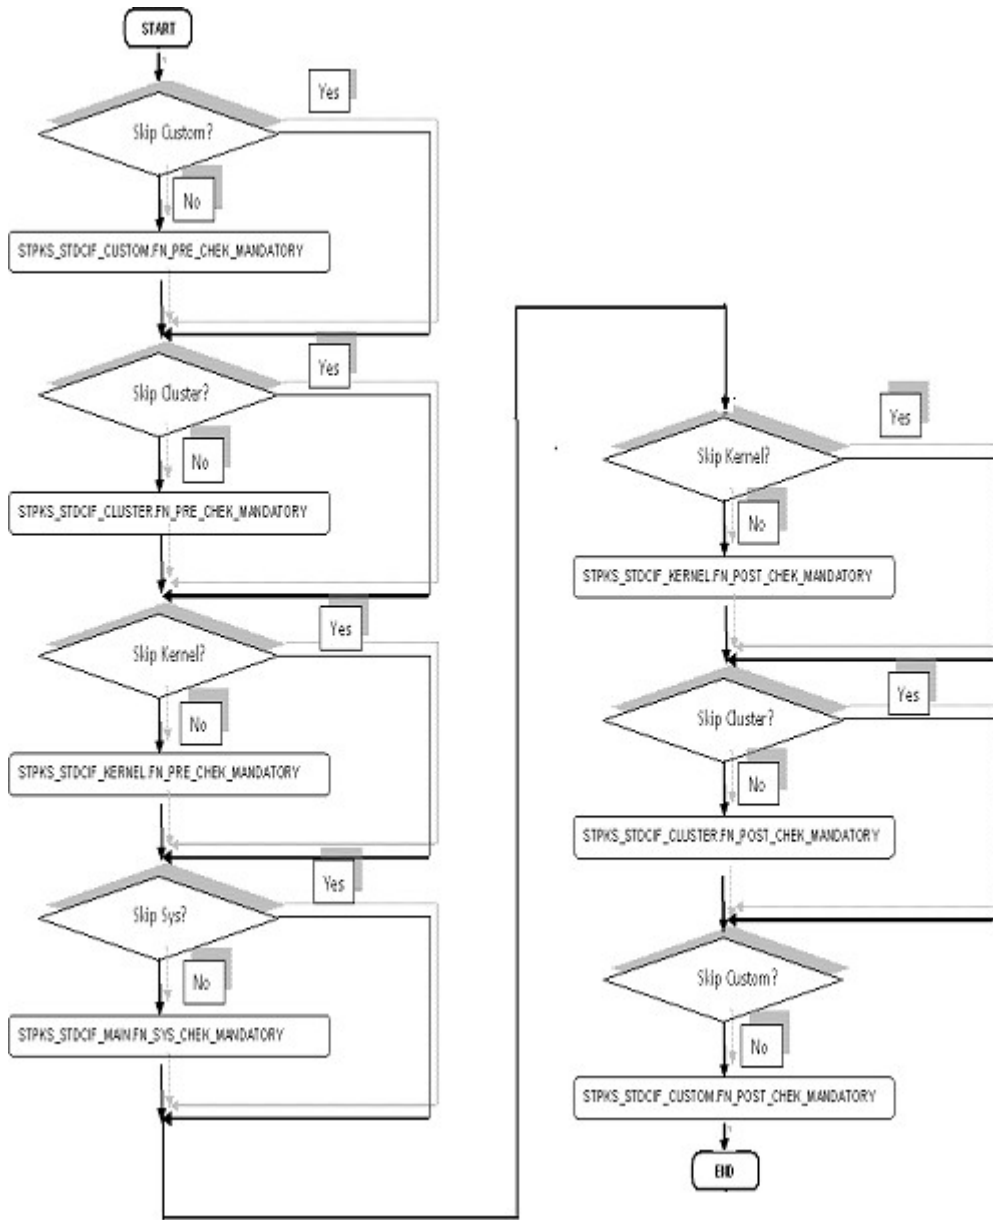 START
Yes
Skip Custom?
No
STPKS_STDCIF_CUSTOM.FN_PRE_CHEK_MANDATORY
Yes
Skip Cluster?
No
STPKS_STDCIF_CLUSTER.FN_PRE_CHEK_MANDATORY
Yes
Skip Kernel?
No
STPKS_STDCIF_KERNEL.FN_PRE_CHEK_MANDATORY
Yes
Skip Sys?
No
STPKS_STDCIF_MAIN.FN_SYS_CHEK_MANDATORY
Yes
Skip Kernel?
No
STPKS_STDCIF_KERNEL.FN_POST_CHEK_MANDATORY
Yes
Skip Cluster?
No
STPKS_STDCIF_CLUSTER.FN_POST_CHEK_MANDATORY
Skip Custom?
No
STPKS_STDCIF_CUSTOM.FN_POST_CHEK_MANDATORY
END